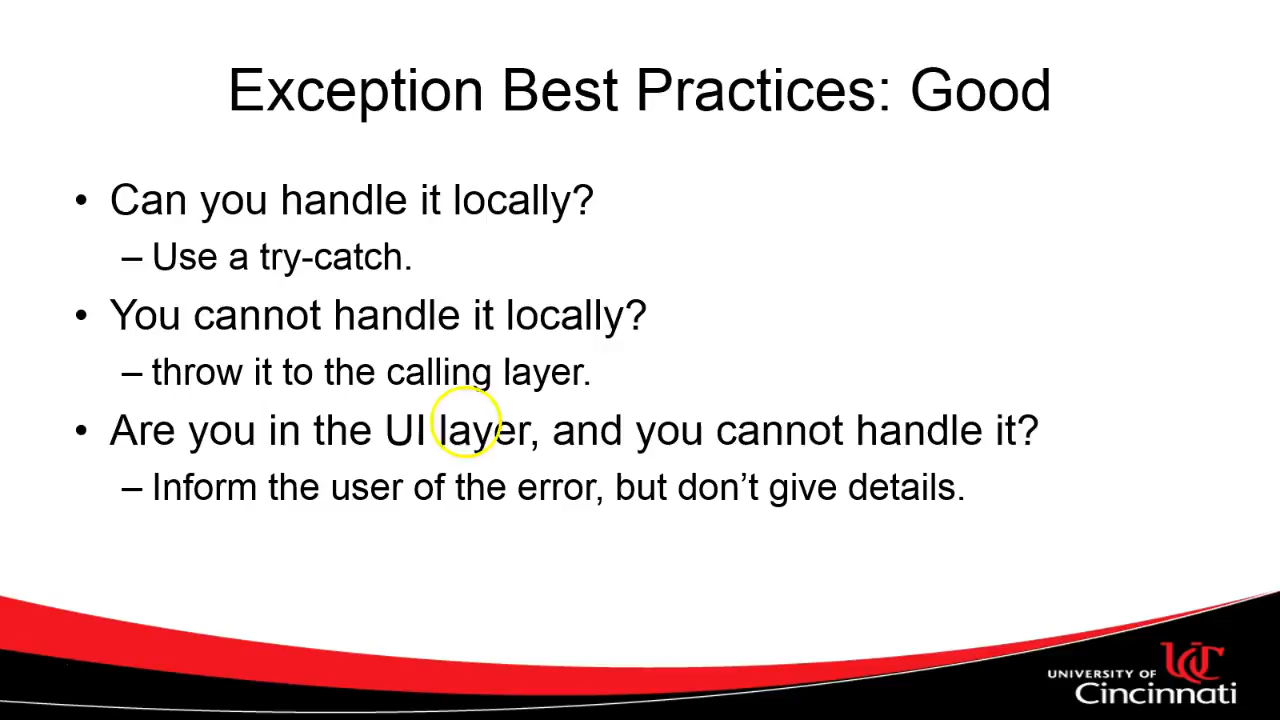 Exception Best Practices: Good
• Can you handle it locally?
– Use a try-catch.
• You cannot handle it locally?
– throw it to the calling layer.
• Are you in the UI layer, and you cannot handle it?
– Inform the user of the error, but don’t give details.
UC
UNIVERSITY OF
Cincinnati